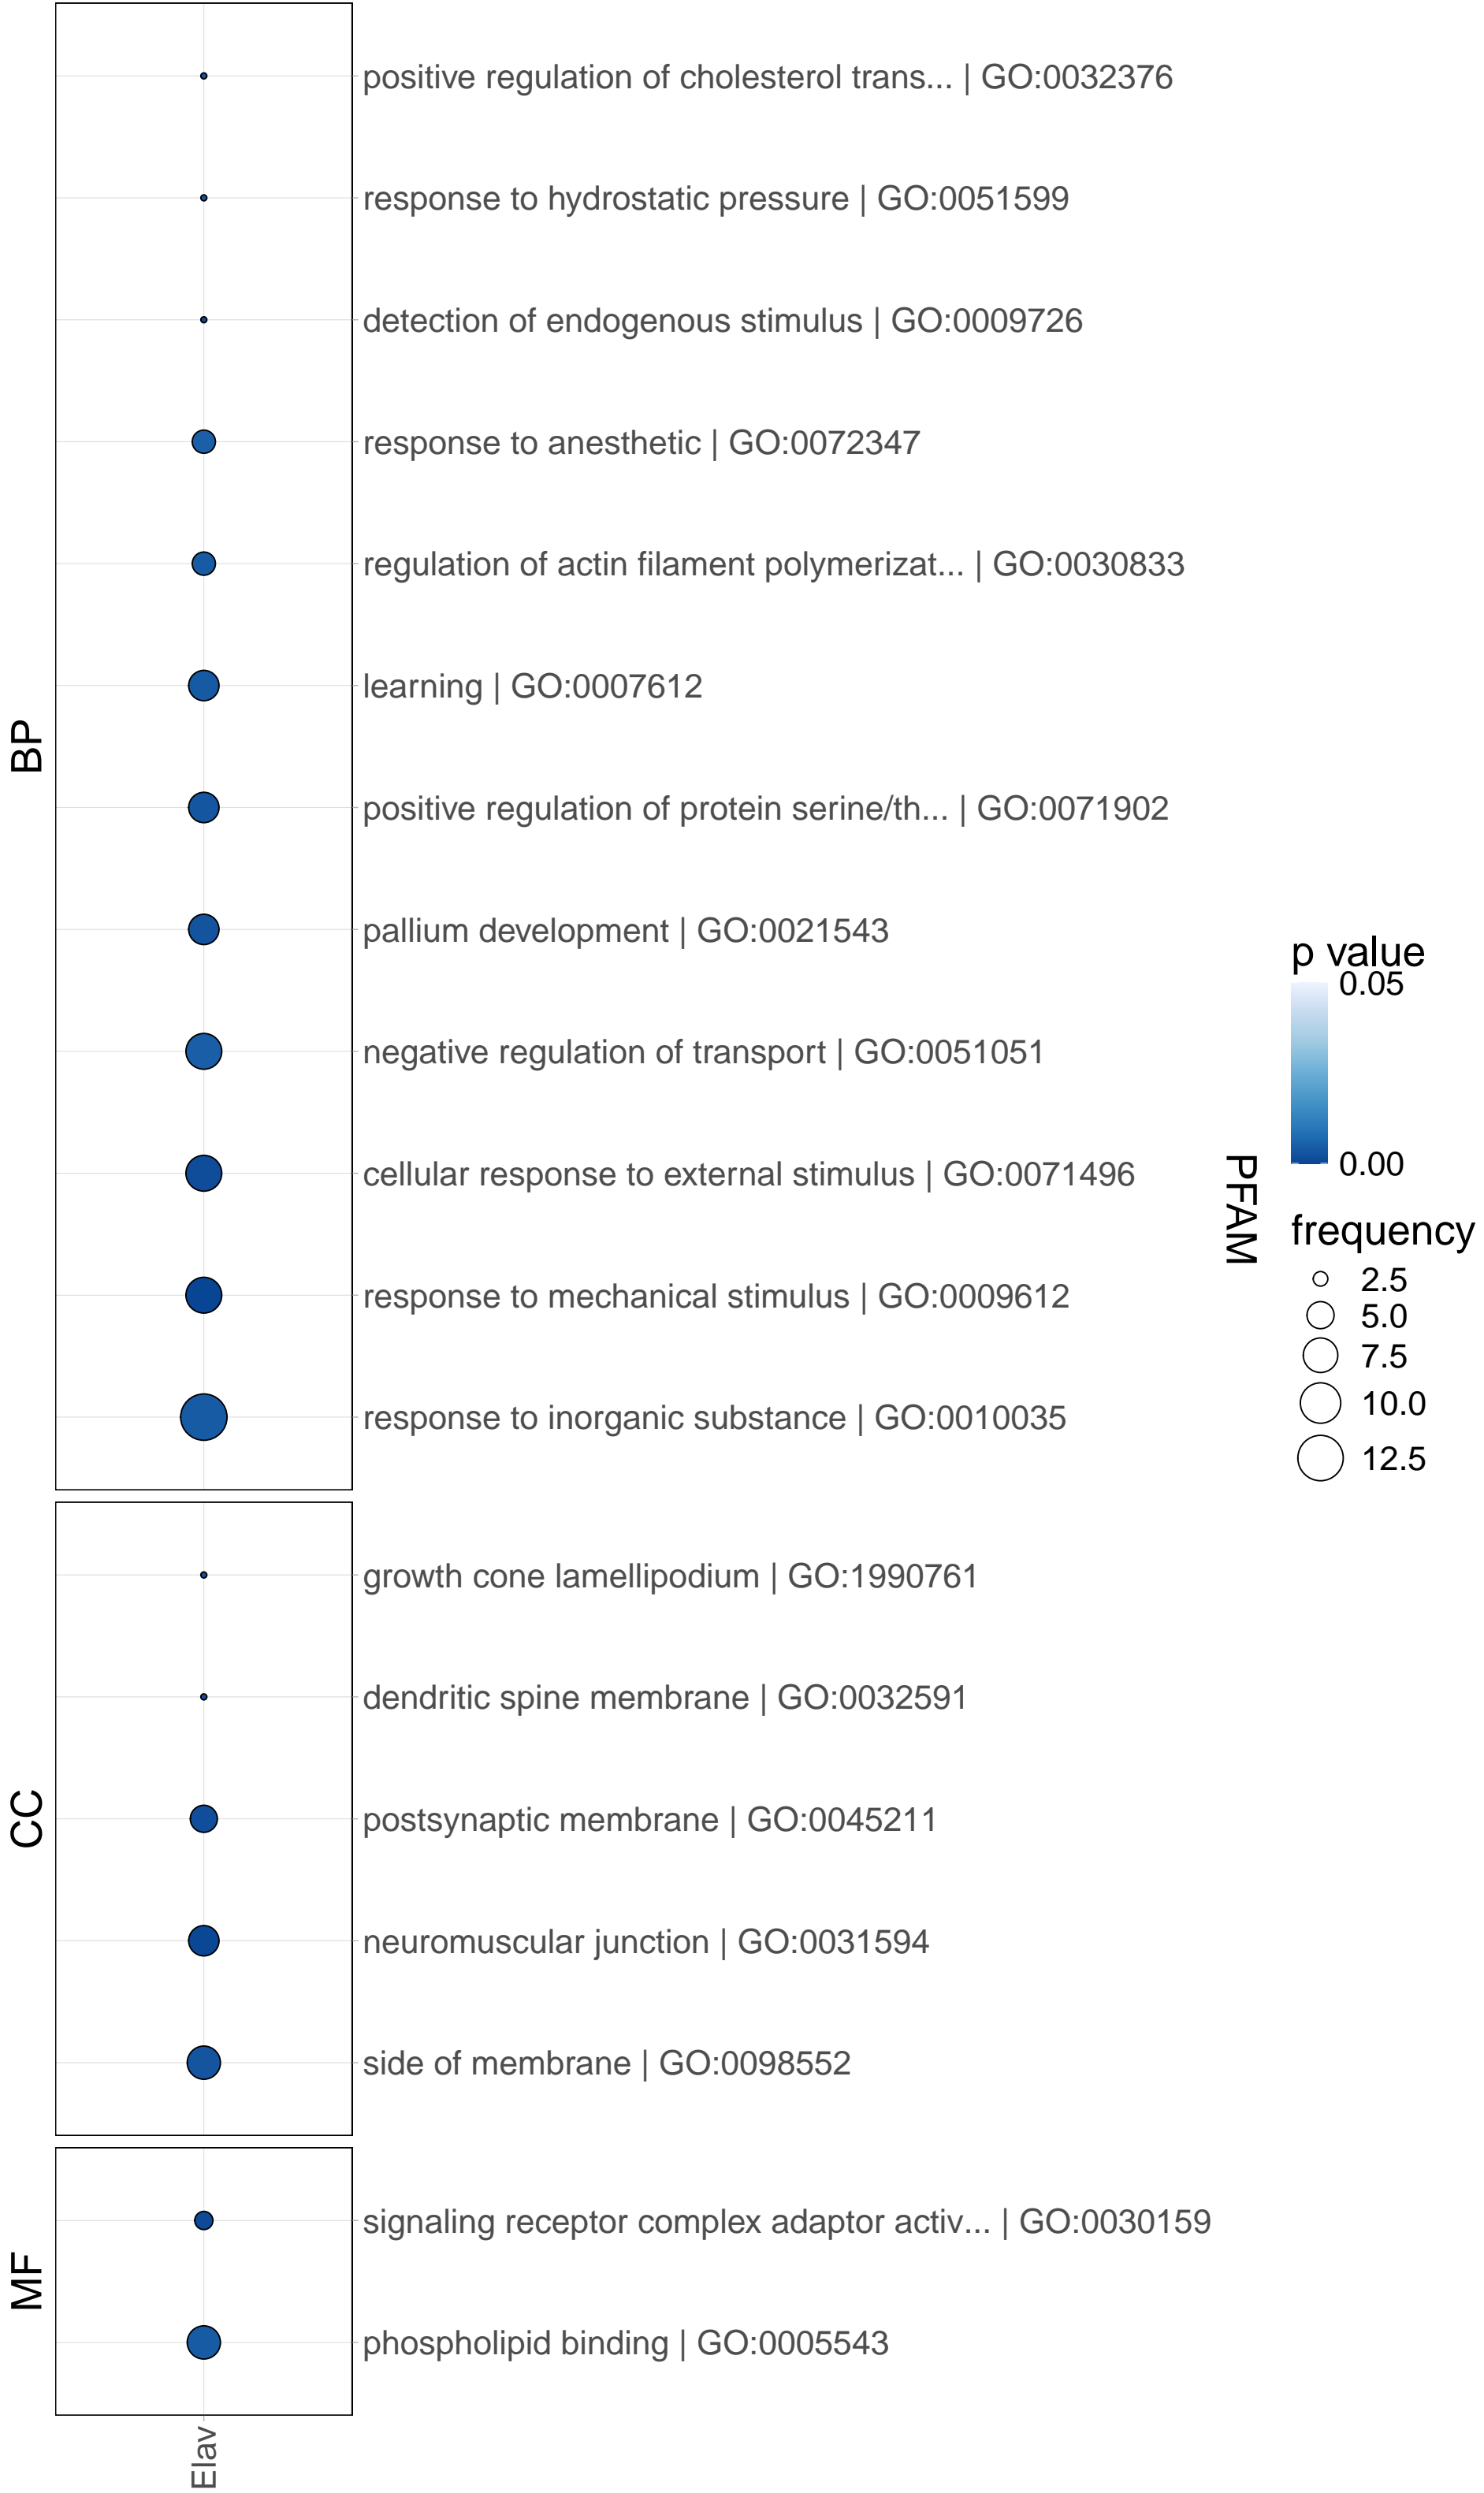 BP
positive regulation of cholesterol trans... | GO:0032376
response to hydrostatic pressure | GO:0051599
detection of endogenous stimulus | GO:0009726
response to anesthetic | GO:0072347
regulation of actin filament polymerizat... | GO:0030833
learning | GO:0007612
positive regulation of protein serine/th... | GO:0071902
pallium development | GO:0021543
negative regulation of transport | GO:0051051
cellular response to external stimulus | GO:0071496
response to mechanical stimulus | GO:0009612
response to inorganic substance | GO:0010035
CC
growth cone lamellipodium | GO:1990761
dendritic spine membrane | GO:0032591
postsynaptic membrane | GO:0045211
neuromuscular junction | GO:0031594
side of membrane | GO:0098552
MF
signaling receptor complex adaptor activ... | GO:0030159
phospholipid binding | GO:0005543
Elav
PFAM
p value
0.05
0.00
frequency
2.5
5.0
7.5
10.0
12.5